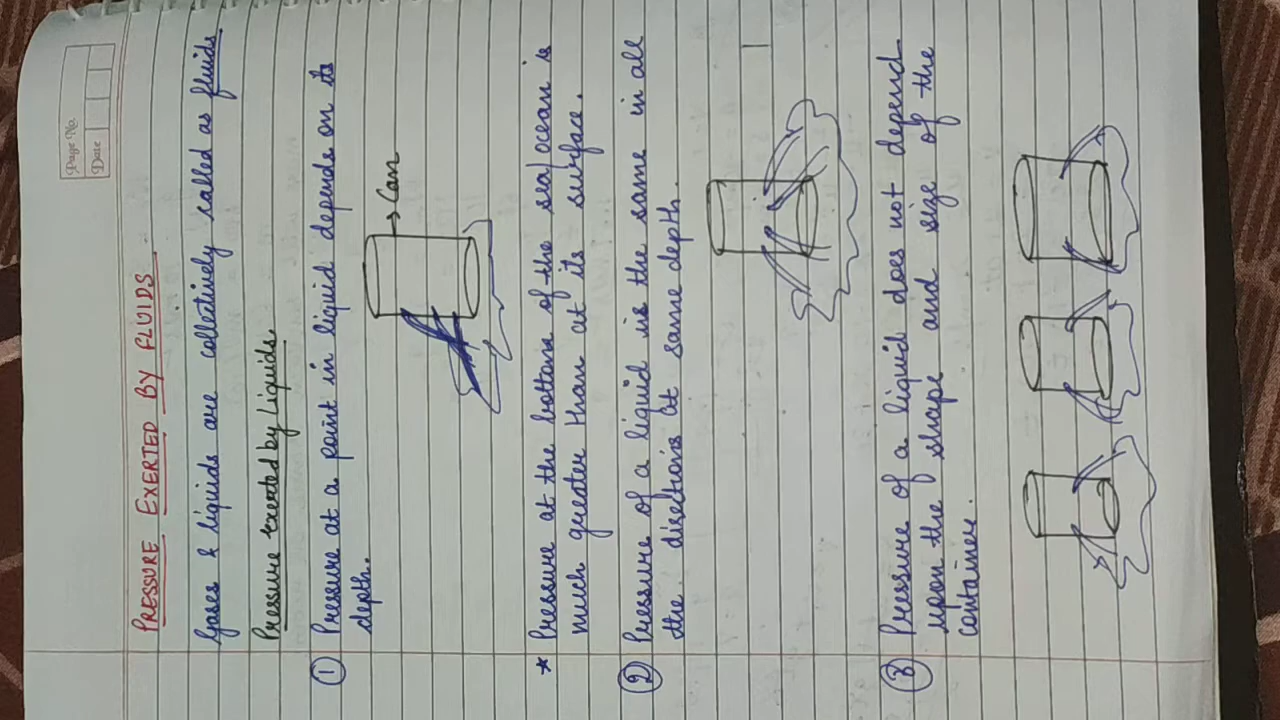 Page No.
Date
PRESSURE EXERTED BY FLUIDS
Gases & liquids are collectively called as fluids
Pressure exerted by Liquids
① Pressure at a point in liquid depends on its
depth.
→ Can
* Pressure at the bottom of the sea/ocean is
much greater than at its surface.
② Pressure of a liquid is the same in all
the directions at same depth.
③ Pressure of a liquid does not depend
upon the shape and size of the
container.